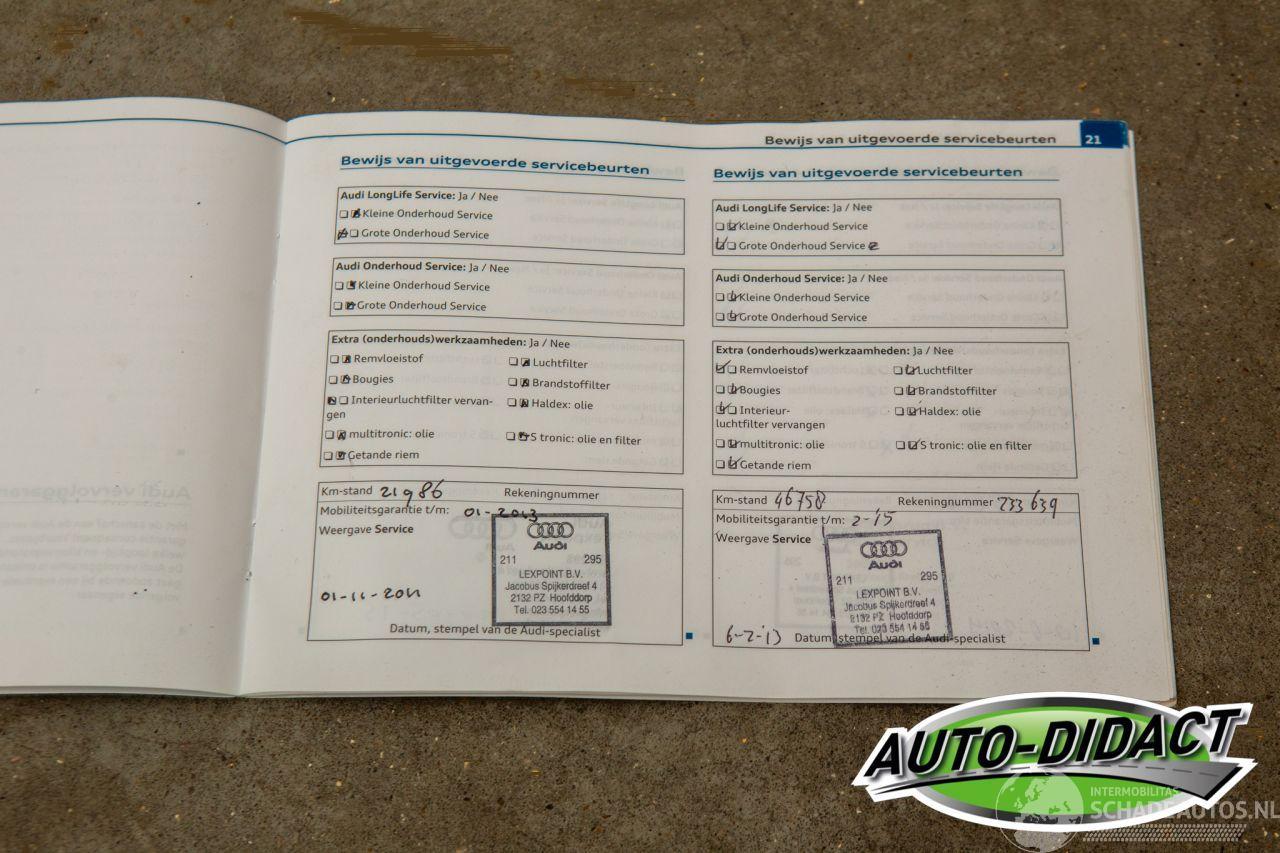 Bewijs van uitgevoerde servicebeurten 21
Bewijs van uitgevoerde servicebeurten
Audi LongLife Service: Ja / Nee
Kleine Onderhoud Service
Grote Onderhoud Service
Audi Onderhoud Service: Ja / Nee
Kleine Onderhoud Service
Grote Onderhoud Service
Extra (onderhouds)werkzaamheden: Ja / Nee
Remvloeistof Luchtfilter
Bougies Brandstoffilter
Interieurluchtfilter vervan- Haldex: olie
gen
multitronic: olie S tronic: olie en filter
Getande riem
Km-stand 21986 Rekeningnummer
Mobiliteitsgarantie t/m: 01-2013
Weergave Service
Audi
211 295
LEXPOINT B.V.
Jacobus Spijkerdreef 4
2132 PZ Hoofddorp
Tel. 023 554 14 55
01-11-2011
Datum, stempel van de Audi-specialist
Bewijs van uitgevoerde servicebeurten
Audi LongLife Service: Ja / Nee
Kleine Onderhoud Service
Grote Onderhoud Service
Audi Onderhoud Service: Ja / Nee
Kleine Onderhoud Service
Grote Onderhoud Service
Extra (onderhouds)werkzaamheden: Ja / Nee
Remvloeistof Luchtfilter
Bougies Brandstoffilter
Interieur- Haldex: olie
luchtfilter vervangen
multitronic: olie S tronic: olie en filter
Getande riem
Km-stand 46758 Rekeningnummer 233639
Mobiliteitsgarantie t/m: 2-'15
Weergave Service
Audi
211 295
LEXPOINT B.V.
Jacobus Spijkerdreef 4
2132 PZ Hoofddorp
Tel. 023 554 14 55
6-2-'13 Datum, stempel van de Audi-specialist
AUTO-DIDACT
INTERMOBILITAS
SCHADEAUTOS.NL